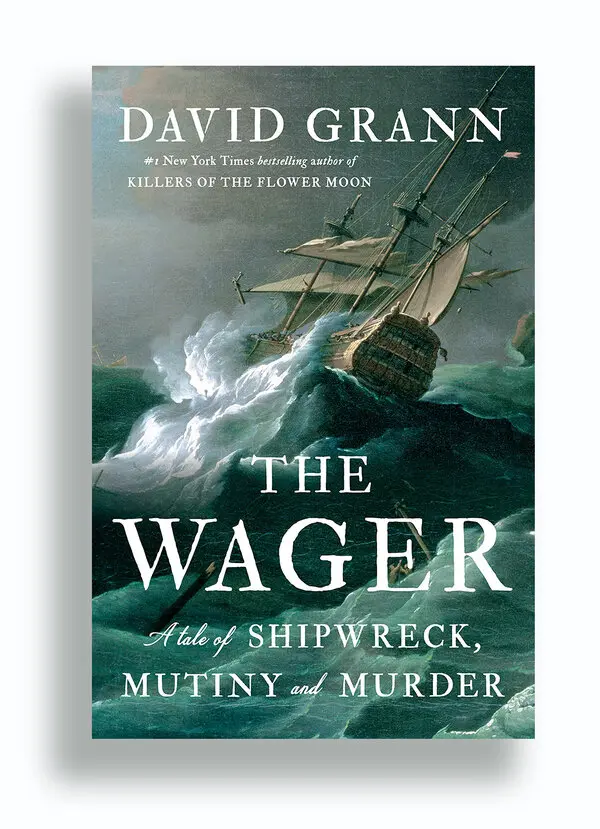 DAVID GRANN
#1 New York Times bestselling author of
KILLERS OF THE FLOWER MOON
THE
WAGER
A tale of SHIPWRECK,
MUTINY and MURDER